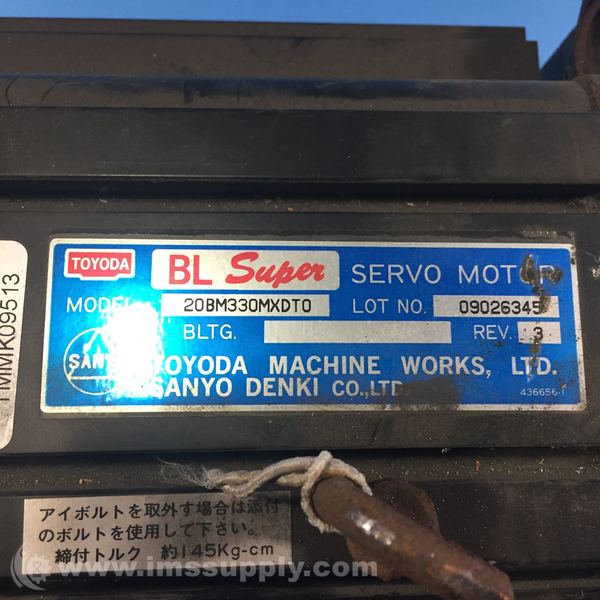 TOYODA BL Super SERVO MOTOR
MODEL 20BM330MXDTO LOT NO. 09026345
BLTG. REV. 3
SANYO TOYODA MACHINE WORKS, LTD.
SANYO DENKI CO.,LTD.
436656-1
TMMK09513
アイボルトを取外す場合は添付
のボルトを使用して下さい。
締付トルク 約145Kg-cm
www.imssupply.com